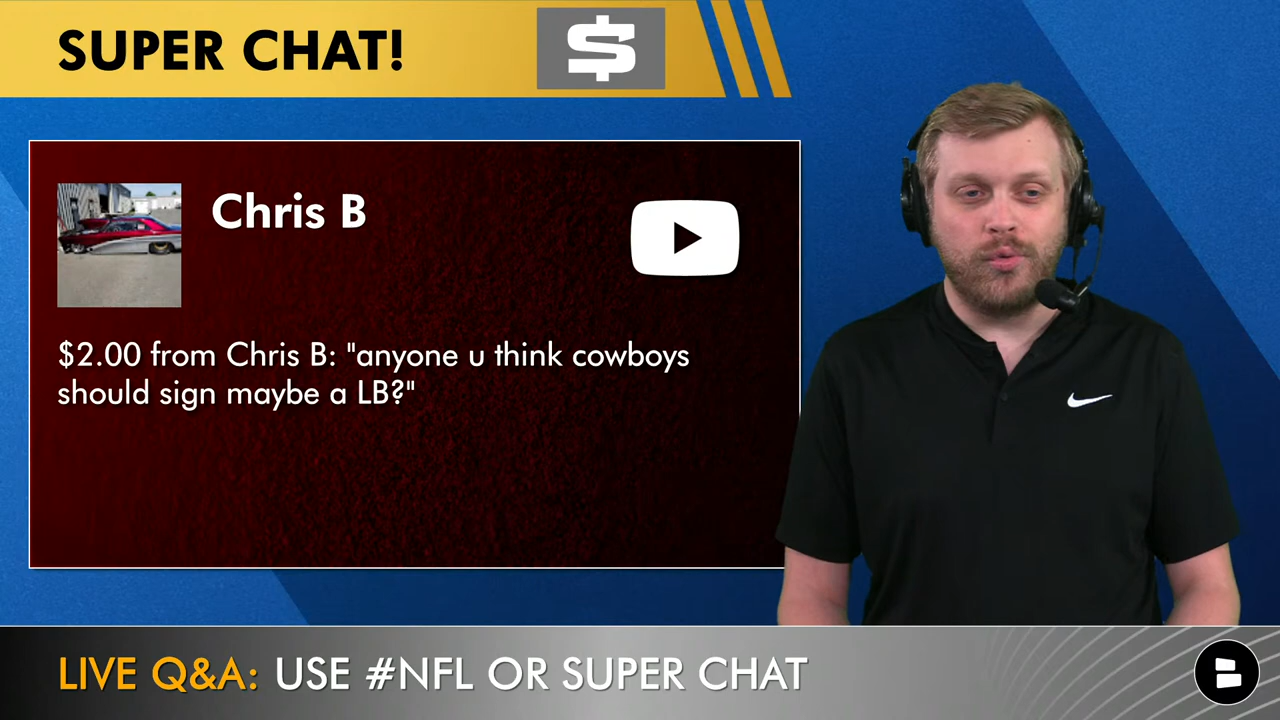 SUPER CHAT!
$
Chris B
$2.00 from Chris B: "anyone u think cowboys
should sign maybe a LB?"
LIVE Q&A: USE #NFL OR SUPER CHAT